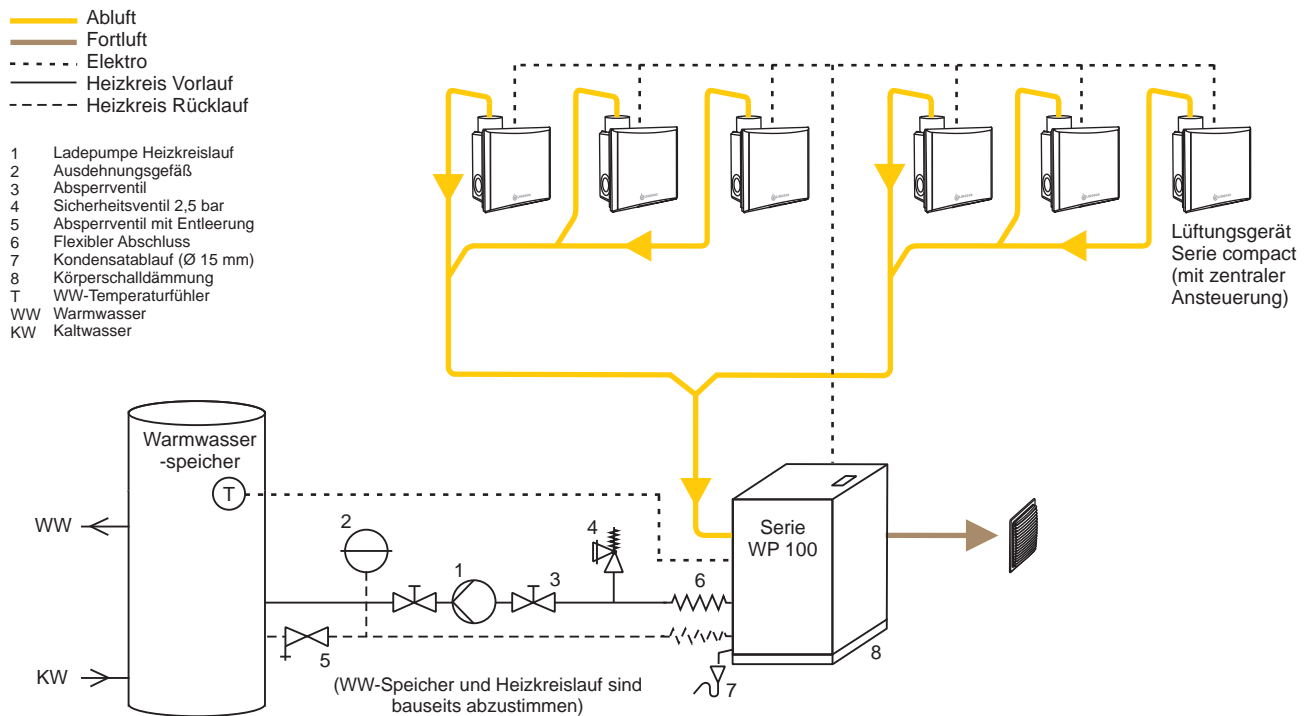 Abluft
Fortluft
Elektro
Heizkreis Vorlauf
Heizkreis Rücklauf
1 Ladepumpe Heizkreislauf
2 Ausdehnungsgefäß
3 Absperrventil
4 Sicherheitsventil 2,5 bar
5 Absperrventil mit Entleerung
6 Flexibler Abschluss
7 Kondensatablauf (Ø 15 mm)
8 Körperschalldämmung
T WW-Temperaturfühler
WW Warmwasser
KW Kaltwasser
Lüftungsgerät
Serie compact
(mit zentraler
Ansteuerung)
Warmwasser
-speicher
T
WW
KW
2
1
3
4
5
6
Serie
WP 100
7
8
(WW-Speicher und Heizkreislauf sind
bauseits abzustimmen)